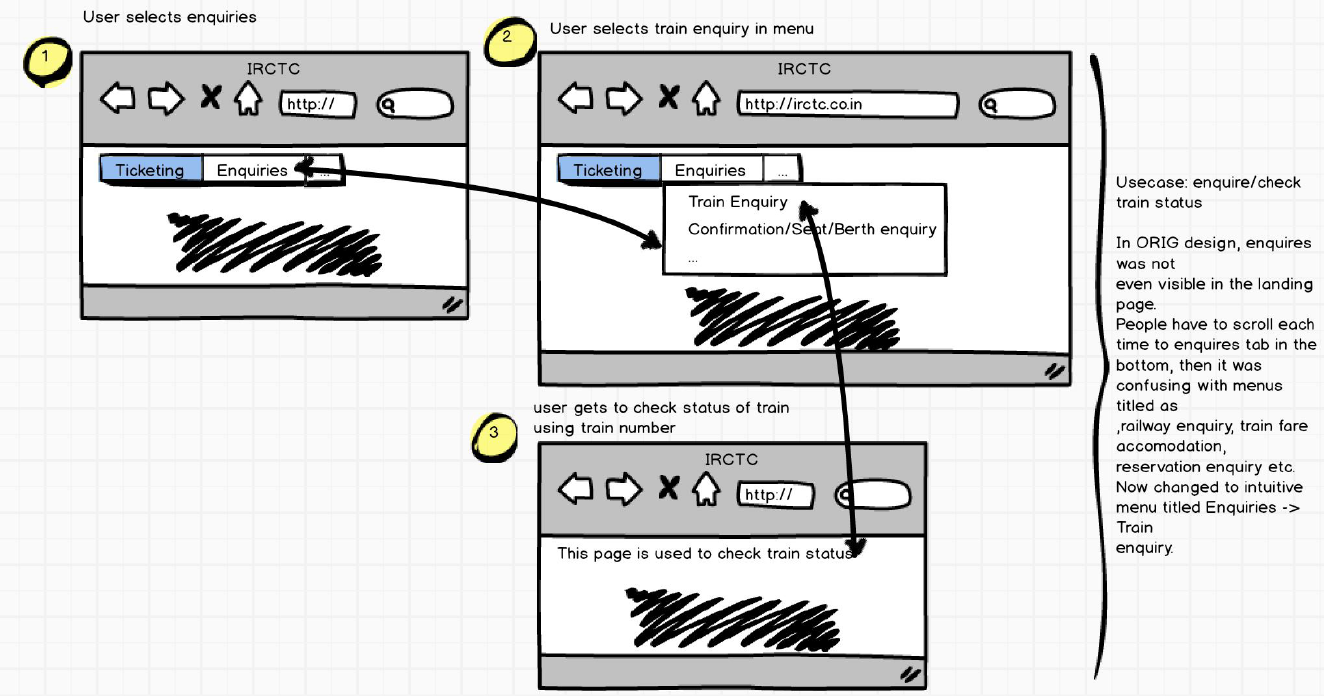 User selects enquiries
1
IRCTC
http://
Ticketing Enquiries ...
User selects train enquiry in menu
2
IRCTC
http://irctc.co.in
Ticketing Enquiries ...
Train Enquiry
Confirmation/Seat/Berth enquiry
...
user gets to check status of train
using train number
3
IRCTC
http://
This page is used to check train status
Usecase: enquire/check
train status
In ORIG design, enquires
was not
even visible in the landing
page.
People have to scroll each
time to enquires tab in the
bottom, then it was
confusing with menus
titled as
,railway enquiry, train fare
accomodation,
reservation enquiry etc.
Now changed to intuitive
menu titled Enquiries ->
Train
enquiry.